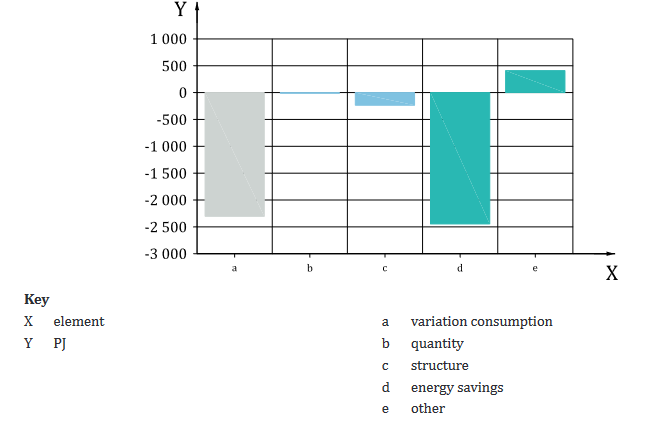 Y
1 000
500
0
-500
-1 000
-1 500
-2 000
-2 500
-3 000
a b c d e
X
Key
X element
Y PJ
a variation consumption
b quantity
c structure
d energy savings
e other